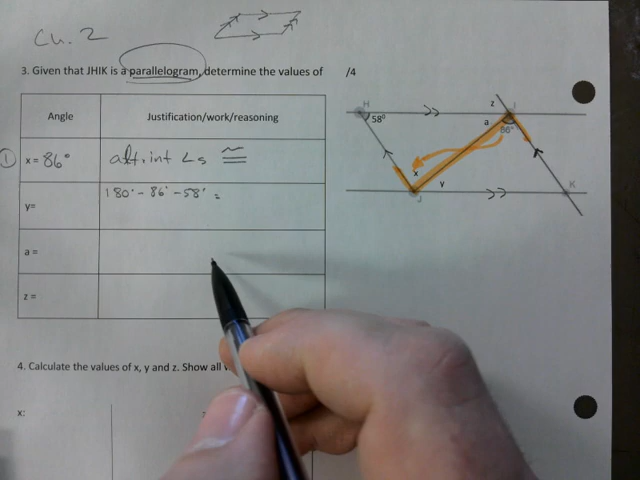 Ch. 2
3. Given that JHIK is a parallelogram, determine the values of /4
Angle Justification/work/reasoning
① x = 86° alt. int ∠s ≅
y= 180° - 86° - 58° =
a =
z =
H 58° z I
a 86°
x y J K
4. Calculate the values of x, y and z. Show all
x: